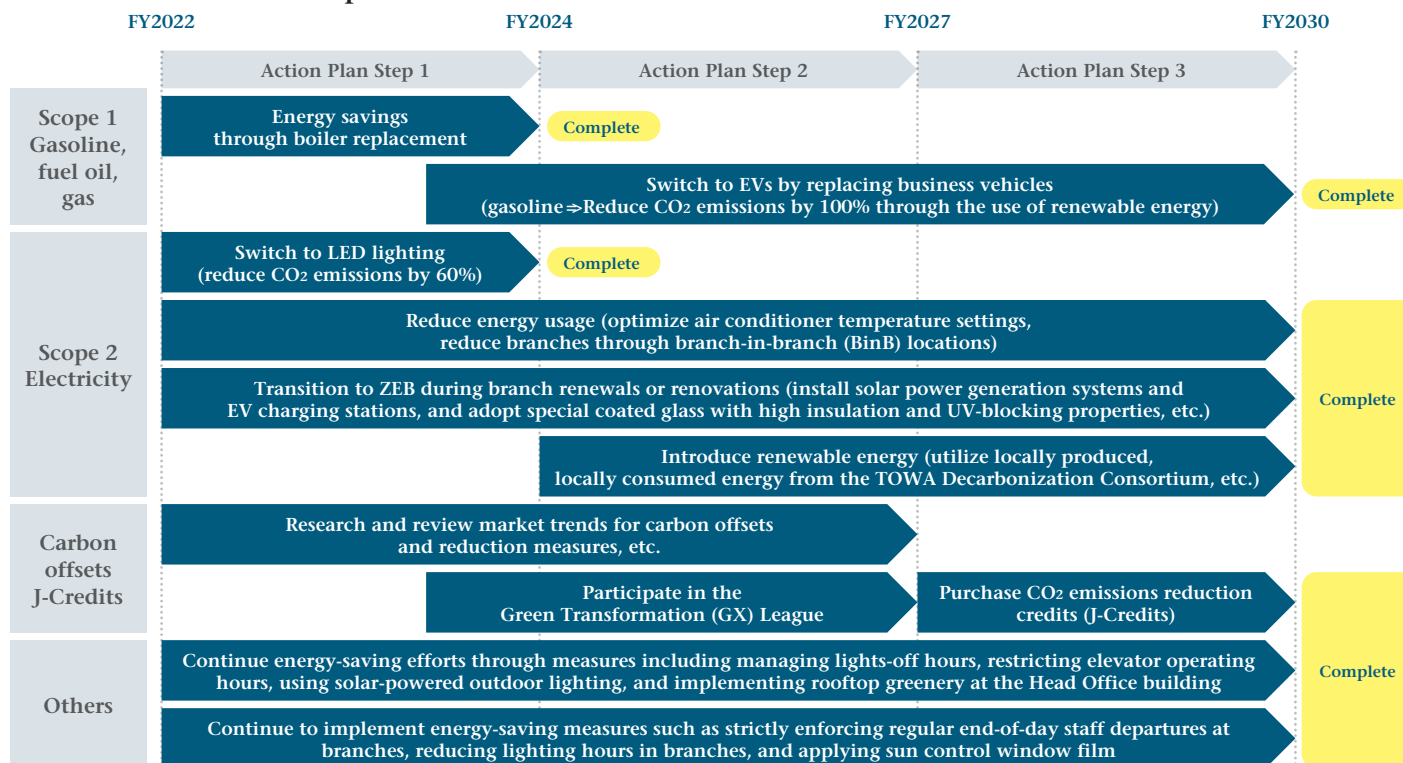 FY2022 FY2024 FY2027 FY2030
Action Plan Step 1 Action Plan Step 2 Action Plan Step 3
Scope 1
Gasoline,
fuel oil,
gas
Energy savings
through boiler replacement
Complete
Switch to EVs by replacing business vehicles
(gasoline⇒Reduce CO2 emissions by 100% through the use of renewable energy)
Complete
Scope 2
Electricity
Switch to LED lighting
(reduce CO2 emissions by 60%)
Complete
Reduce energy usage (optimize air conditioner temperature settings,
reduce branches through branch-in-branch (BinB) locations)
Transition to ZEB during branch renewals or renovations (install solar power generation systems and
EV charging stations, and adopt special coated glass with high insulation and UV-blocking properties, etc.)
Introduce renewable energy (utilize locally produced,
locally consumed energy from the TOWA Decarbonization Consortium, etc.)
Complete
Carbon
offsets
J-Credits
Research and review market trends for carbon offsets
and reduction measures, etc.
Participate in the
Green Transformation (GX) League
Purchase CO2 emissions reduction
credits (J-Credits)
Others
Continue energy-saving efforts through measures including managing lights-off hours, restricting elevator operating
hours, using solar-powered outdoor lighting, and implementing rooftop greenery at the Head Office building
Continue to implement energy-saving measures such as strictly enforcing regular end-of-day staff departures at
branches, reducing lighting hours in branches, and applying sun control window film
Complete